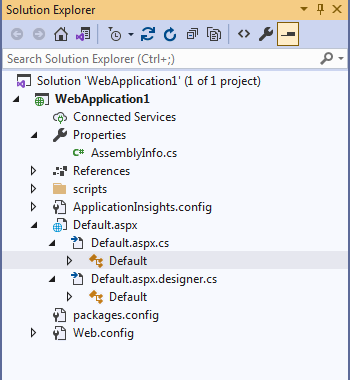 Solution Explorer
Search Solution Explorer (Ctrl+;)
Solution 'WebApplication1' (1 of 1 project)
WebApplication1
Connected Services
Properties
C# AssemblyInfo.cs
References
scripts
ApplicationInsights.config
Default.aspx
Default.aspx.cs
Default
Default.aspx.designer.cs
Default
packages.config
Web.config